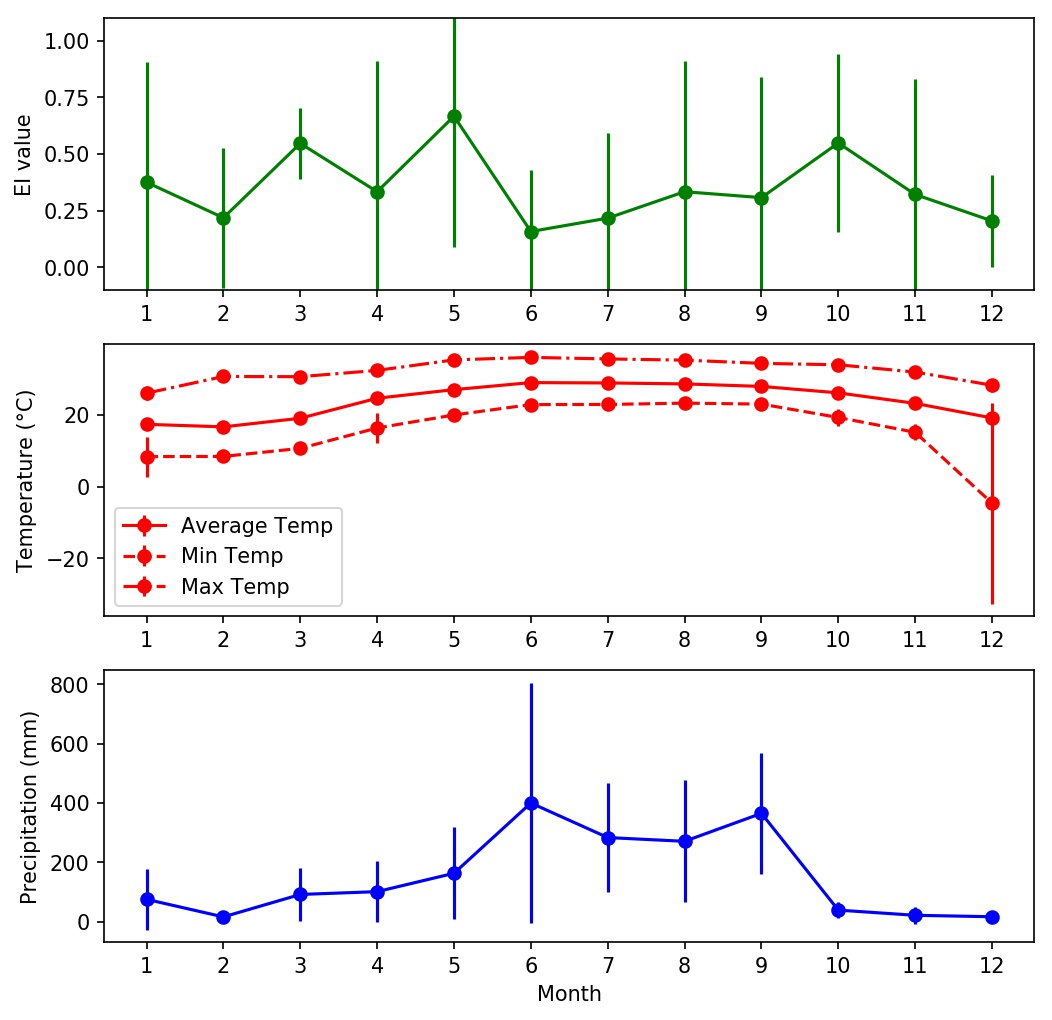 EI value
1.00
0.75
0.50
0.25
0.00
1 2 3 4 5 6 7 8 9 10 11 12
Temperature (°C)
20
0
−20
Average Temp
Min Temp
Max Temp
1 2 3 4 5 6 7 8 9 10 11 12
Precipitation (mm)
800
600
400
200
0
1 2 3 4 5 6 7 8 9 10 11 12
Month